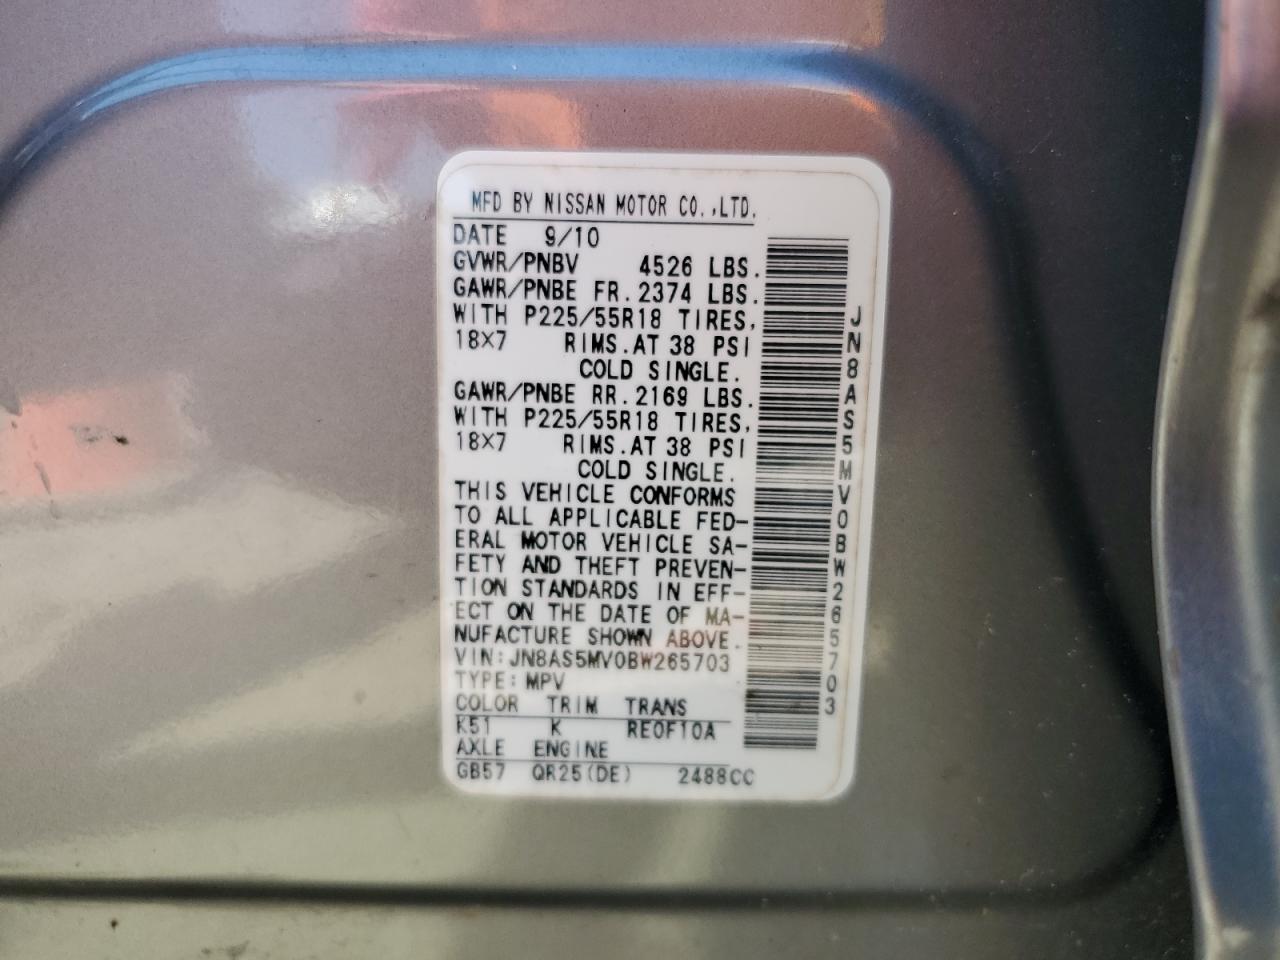 MFD BY NISSAN MOTOR CO.,LTD.
DATE 9/10
GVWR/PNBV 4526 LBS.
GAWR/PNBE FR. 2374 LBS.
WITH P225/55R18 TIRES,
18X7 RIMS.AT 38 PSI
COLD SINGLE.
GAWR/PNBE RR. 2169 LBS.
WITH P225/55R18 TIRES,
18X7 RIMS.AT 38 PSI
COLD SINGLE.
THIS VEHICLE CONFORMS
TO ALL APPLICABLE FED-
ERAL MOTOR VEHICLE SA-
FETY AND THEFT PREVEN-
TION STANDARDS IN EFF-
ECT ON THE DATE OF MA-
NUFACTURE SHOWN ABOVE.
VIN:JN8AS5MV0BW265703
TYPE:MPV
COLOR TRIM TRANS
K51 K RE0F10A
AXLE ENGINE
GB57 QR25(DE) 2488CC
JN8AS5MV0BW265703